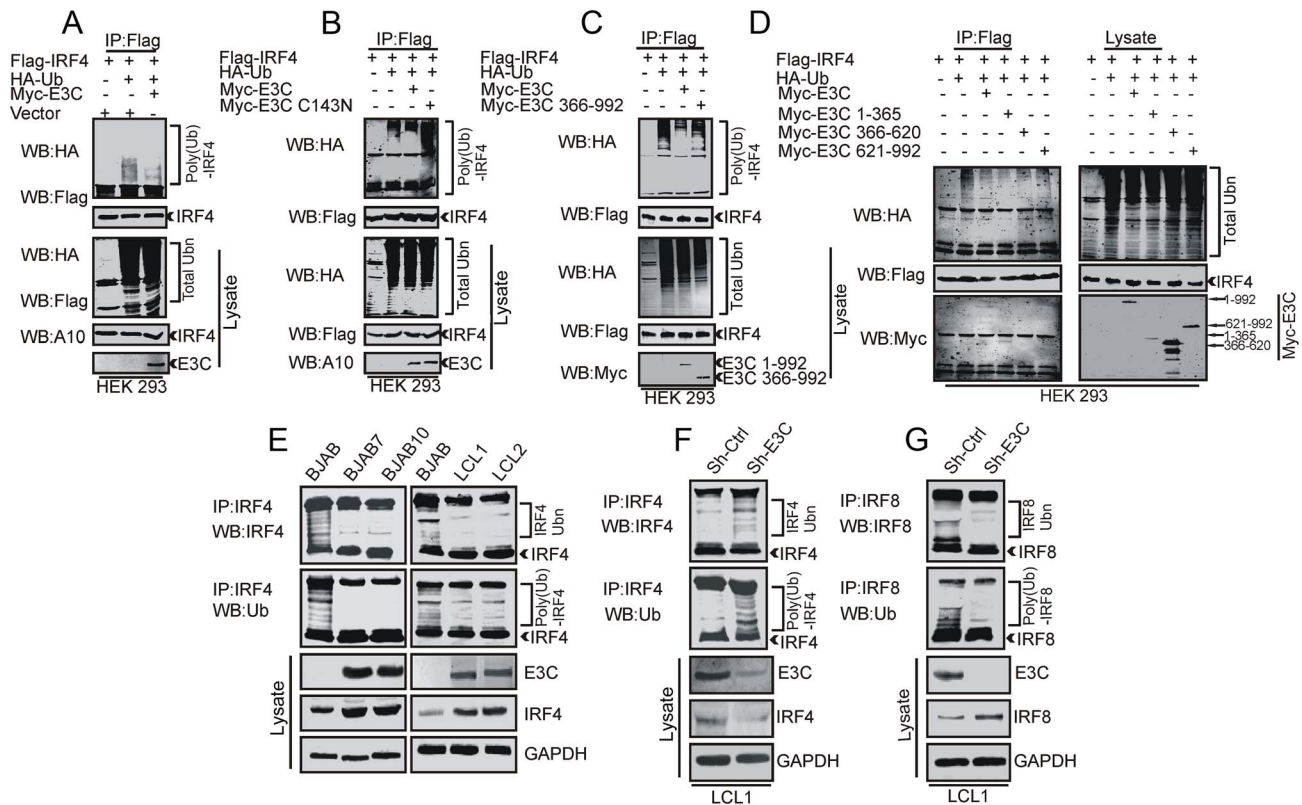 A
IP:Flag
Flag-IRF4 + + +
HA-Ub - + +
Myc-E3C - - +
Vector + + -
WB:HA
Poly(Ub)
-IRF4
WB:Flag
IRF4
WB:HA
Total Ubn
WB:Flag
WB:A10
IRF4
E3C
Lysate
HEK 293
B
IP:Flag
Flag-IRF4 + + + +
HA-Ub - + + +
Myc-E3C - - + -
Myc-E3C C143N - - - +
WB:HA
Poly(Ub)
-IRF4
WB:Flag
IRF4
WB:HA
Total Ubn
WB:Flag
IRF4
WB:A10
E3C
Lysate
HEK 293
C
IP:Flag
Flag-IRF4 + + + +
HA-Ub - + + +
Myc-E3C - - + -
Myc-E3C 366-992 - - - +
WB:HA
Poly(Ub)
-IRF4
WB:Flag
IRF4
WB:HA
Total Ubn
WB:Flag
IRF4
WB:Myc
E3C 1-992
E3C 366-992
Lysate
HEK 293
D
IP:Flag
Lysate
Flag-IRF4 + + + + + + + + + + + +
HA-Ub - + + + + + - + + + + +
Myc-E3C - - + - - - - - + - - -
Myc-E3C 1-365 - - - + - - - - - + - -
Myc-E3C 366-620 - - - - + - - - - - + -
Myc-E3C 621-992 - - - - - + - - - - - +
WB:HA
Total Ubn
WB:Flag
IRF4
WB:Myc
1-992
621-992
1-365
366-620
Myc-E3C
HEK 293
E
BJAB
BJAB7
BJAB10
BJAB
LCL1
LCL2
IP:IRF4
WB:IRF4
IRF4
Ubn
IRF4
IP:IRF4
WB:Ub
Poly(Ub)
-IRF4
IRF4
Lysate
E3C
IRF4
GAPDH
F
Sh-Ctrl
Sh-E3C
IP:IRF4
WB:IRF4
IRF4
Ubn
IRF4
IP:IRF4
WB:Ub
Poly(Ub)
-IRF4
IRF4
Lysate
E3C
IRF4
GAPDH
LCL1
G
Sh-Ctrl
Sh-E3C
IP:IRF8
WB:IRF8
IRF8
Ubn
IRF8
IP:IRF8
WB:Ub
Poly(Ub)
-IRF8
IRF8
Lysate
E3C
IRF8
GAPDH
LCL1